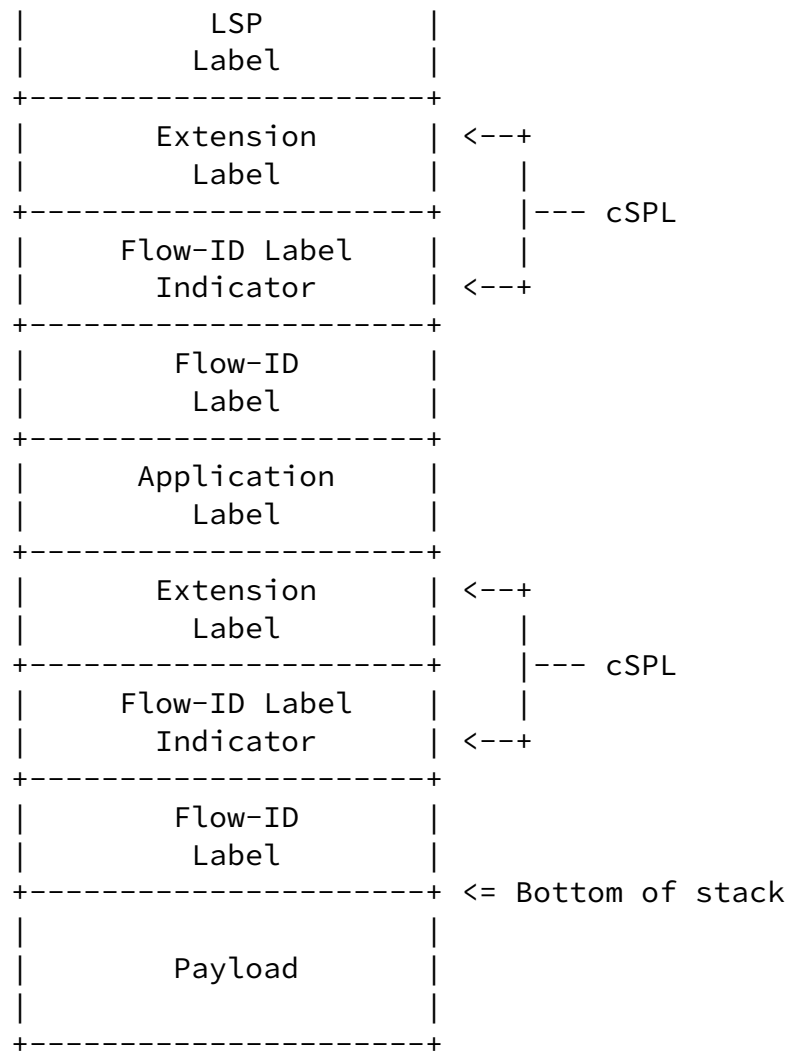 LSP
Label
Extension <--+
Label
|--- cSPL
Flow-ID Label
Indicator <--+
Flow-ID
Label
Application
Label
Extension <--+
Label
|--- cSPL
Flow-ID Label
Indicator <--+
Flow-ID
Label
<= Bottom of stack
Payload